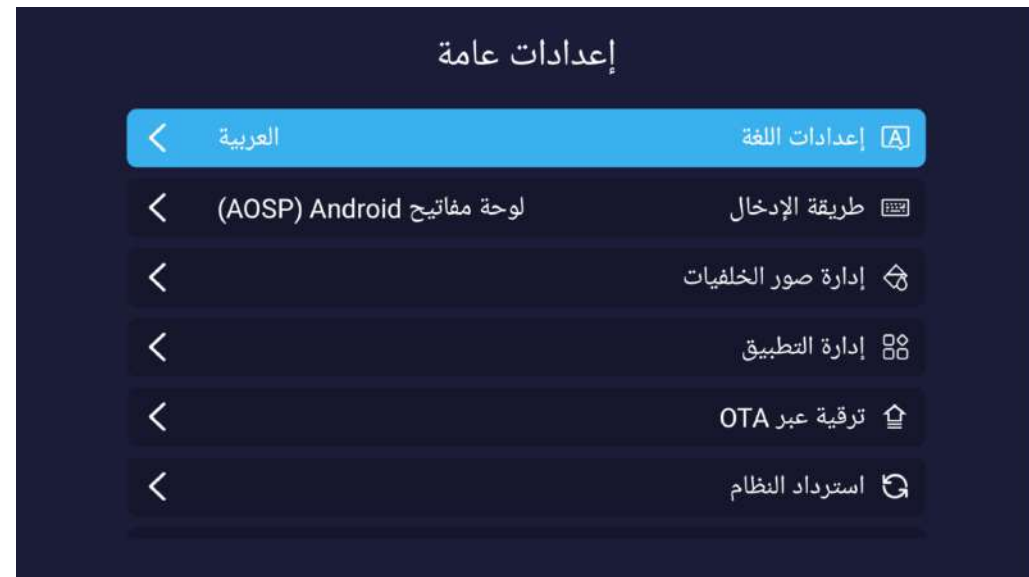 إعدادات عامة
إعدادات اللغة العربية
طريقة الإدخال لوحة مفاتيح Android ‏(AOSP)
إدارة صور الخلفيات
إدارة التطبيق
ترقية عبر OTA
استرداد النظام